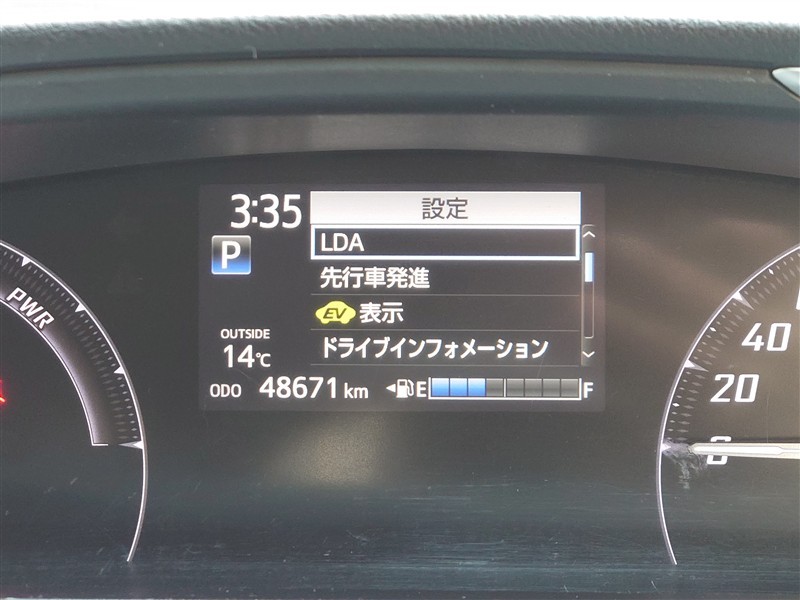 3:35
設定
P
LDA
先行車発進
EV 表示
ドライブインフォメーション
OUTSIDE
14℃
ODO 48671 km
E F
PWR
40
20
0